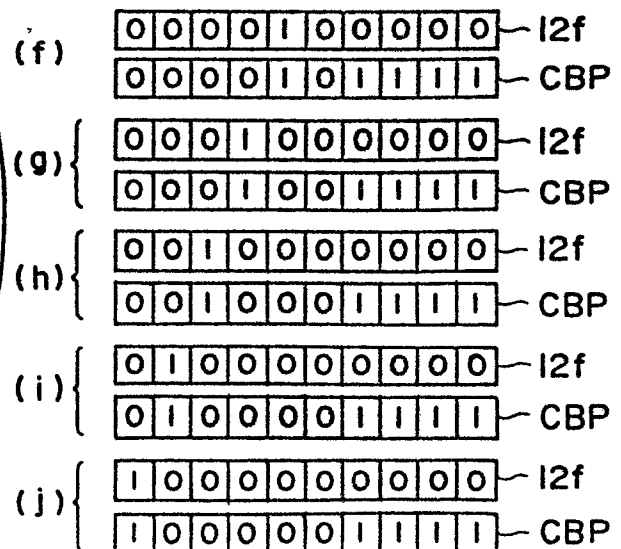 (f)
0 0 0 0 1 0 0 0 0 0 12f
0 0 0 0 1 0 1 1 1 1 CBP
(g)
0 0 0 1 0 0 0 0 0 0 12f
0 0 0 1 0 0 1 1 1 1 CBP
(h)
0 0 1 0 0 0 0 0 0 0 12f
0 0 1 0 0 0 1 1 1 1 CBP
(i)
0 1 0 0 0 0 0 0 0 0 12f
0 1 0 0 0 0 1 1 1 1 CBP
(j)
1 0 0 0 0 0 0 0 0 0 12f
1 0 0 0 0 0 1 1 1 1 CBP